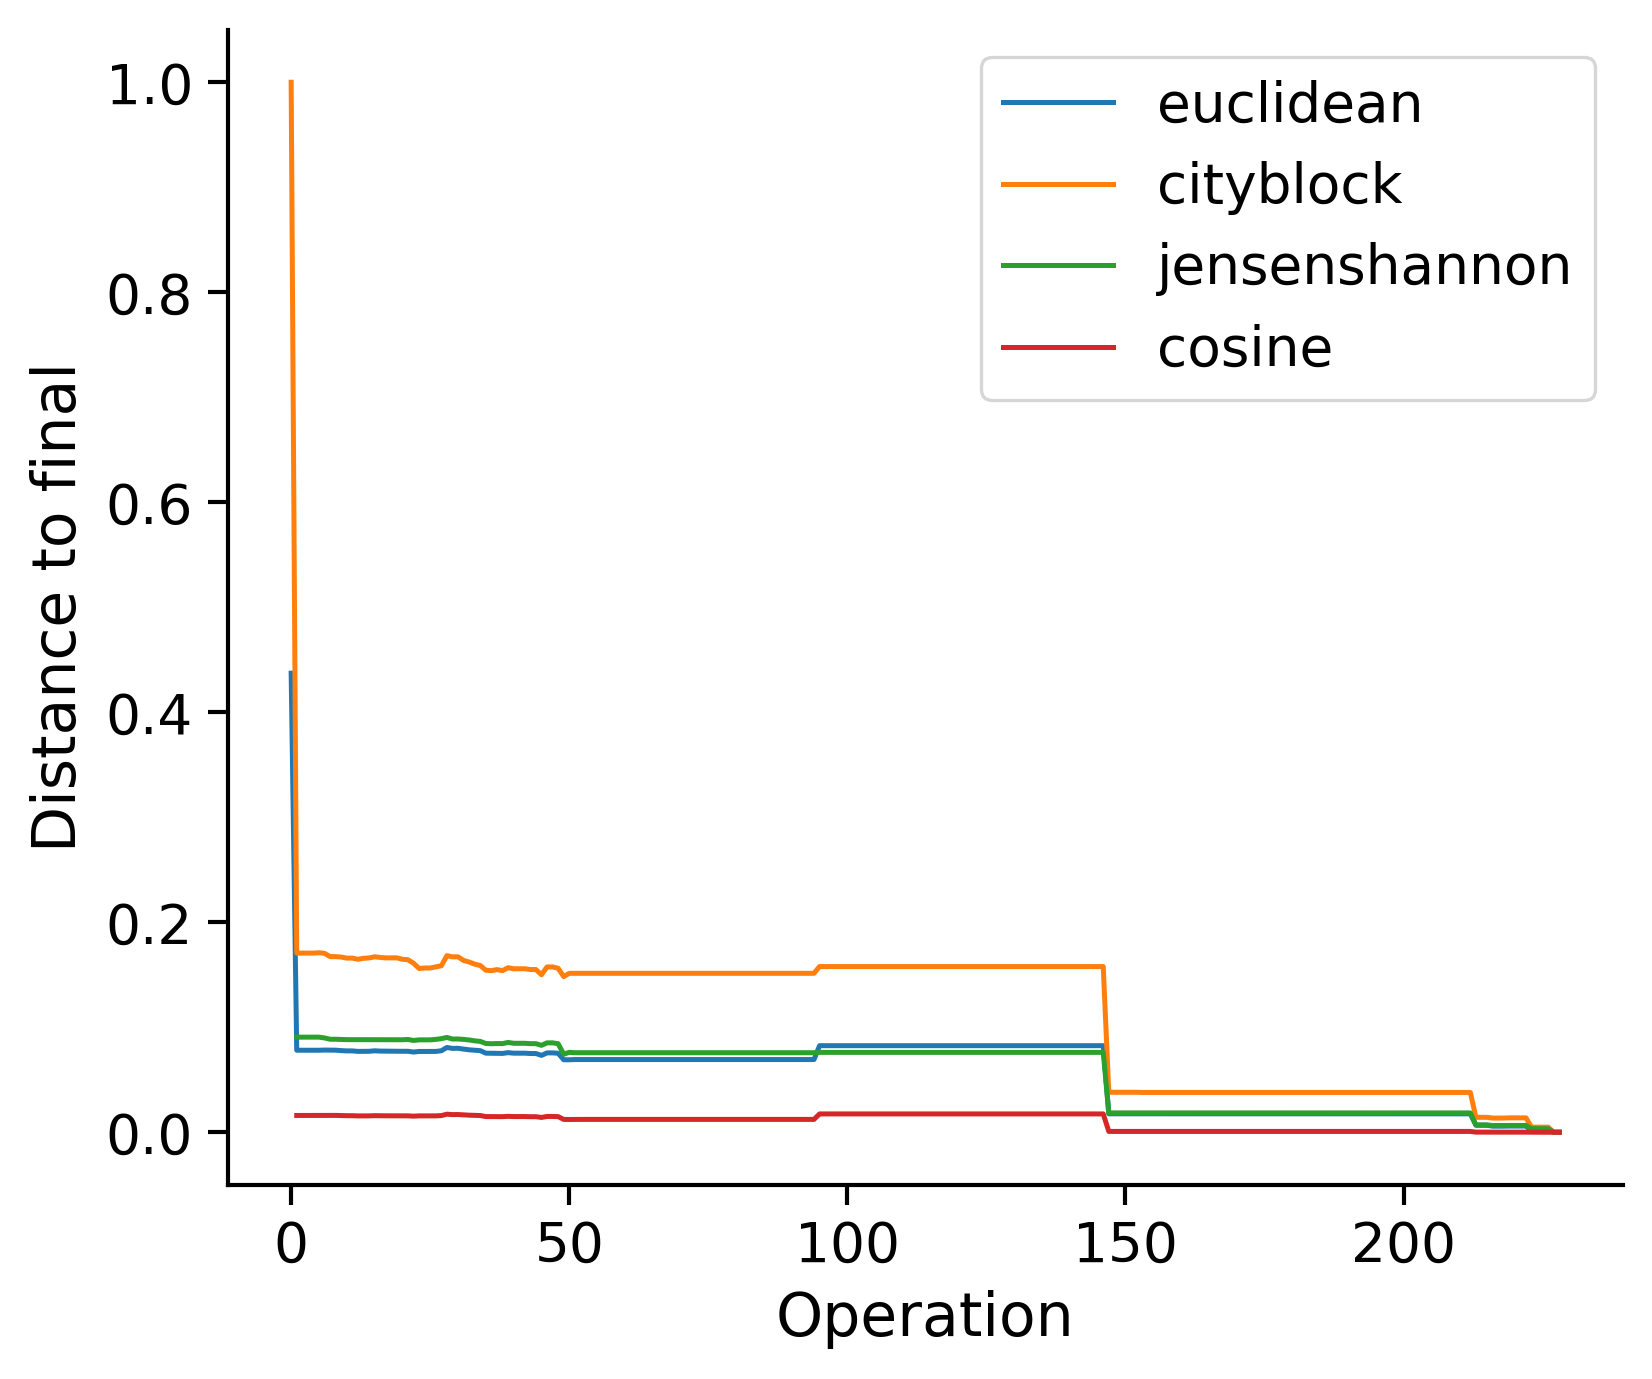 1.0
0.8
0.6
0.4
0.2
0.0
Distance to final
euclidean
cityblock
jensenshannon
cosine
0 50 100 150 200
Operation